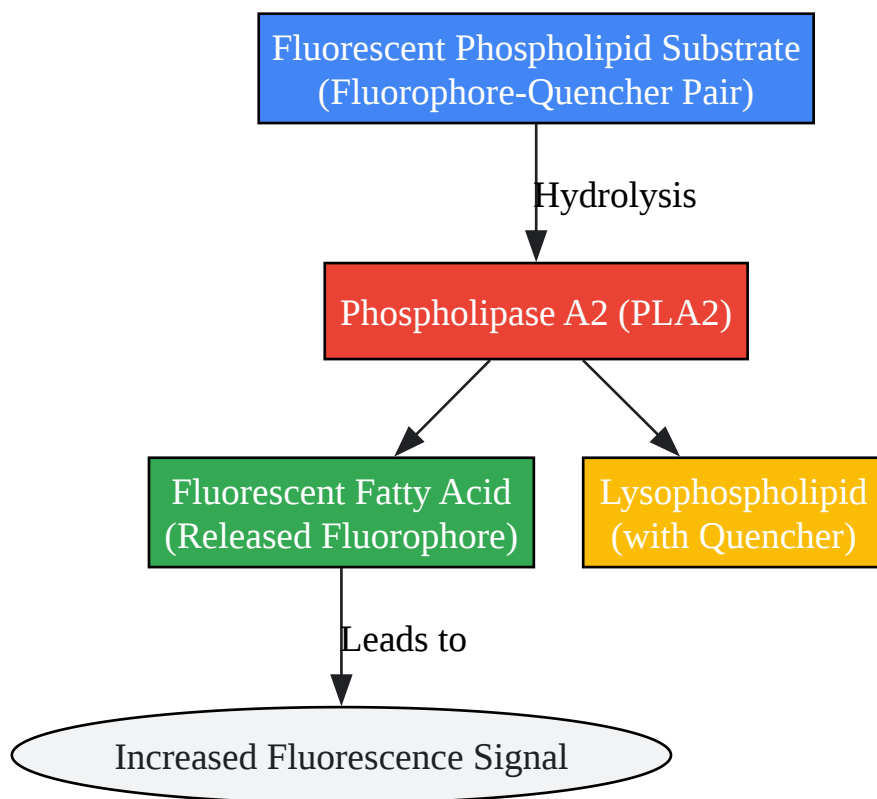 Fluorescent Phospholipid Substrate
(Fluorophore-Quencher Pair)
Hydrolysis
Phospholipase A2 (PLA2)
Fluorescent Fatty Acid
(Released Fluorophore)
Lysophospholipid
(with Quencher)
Leads to
Increased Fluorescence Signal